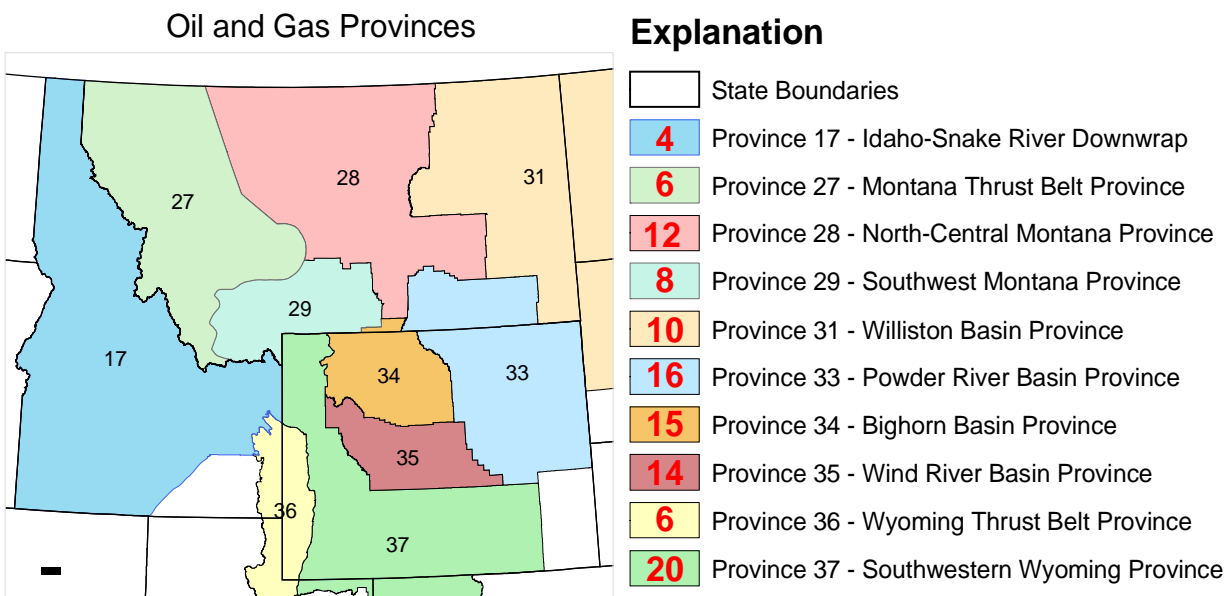 Oil and Gas Provinces
27
28
31
29
17
34
33
35
36
37
Explanation
State Boundaries
4 Province 17 - Idaho-Snake River Downwrap
6 Province 27 - Montana Thrust Belt Province
12 Province 28 - North-Central Montana Province
8 Province 29 - Southwest Montana Province
10 Province 31 - Williston Basin Province
16 Province 33 - Powder River Basin Province
15 Province 34 - Bighorn Basin Province
14 Province 35 - Wind River Basin Province
6 Province 36 - Wyoming Thrust Belt Province
20 Province 37 - Southwestern Wyoming Province